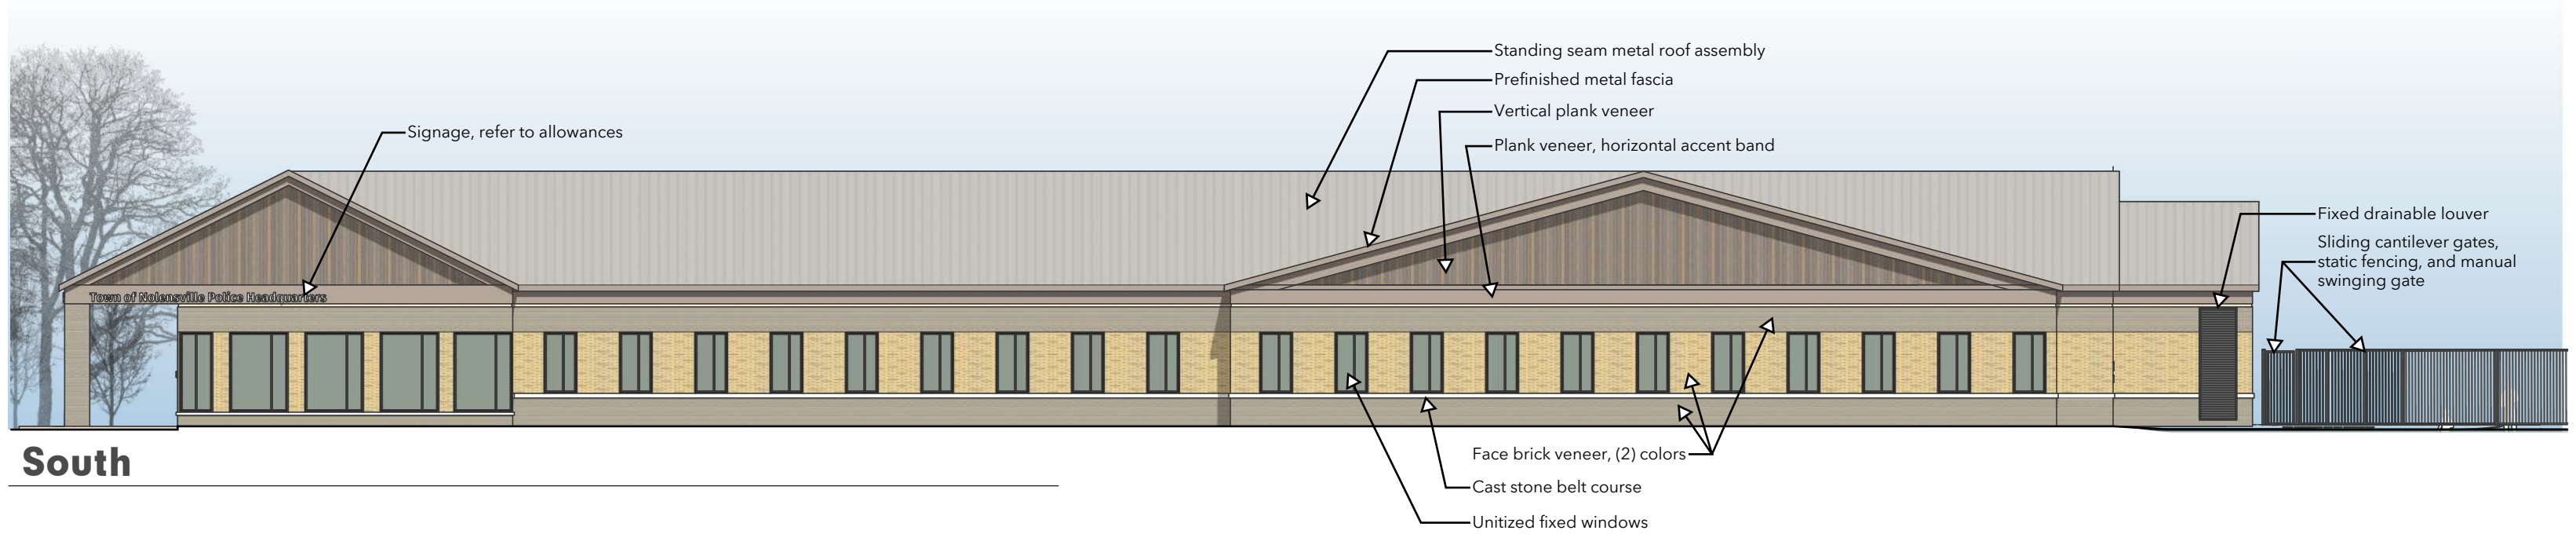 Standing seam metal roof assembly
Prefinished metal fascia
Vertical plank veneer
Signage, refer to allowances
Plank veneer, horizontal accent band
Fixed drainable louver
Sliding cantilever gates,
static fencing, and manual
swinging gate
Town of Nolensville Police Headquarters
South
Face brick veneer, (2) colors
Cast stone belt course
Unitized fixed windows